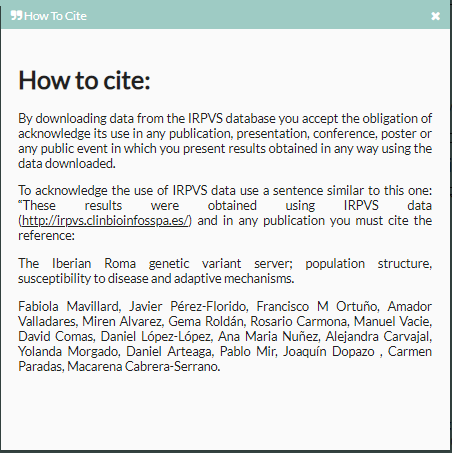 How To Cite
How to cite:
By downloading data from the IRPVS database you accept the obligation of
acknowledge its use in any publication, presentation, conference, poster or
any public event in which you present results obtained in any way using the
data downloaded.
To acknowledge the use of IRPVS data use a sentence similar to this one:
“These results were obtained using IRPVS data
(http://irpvs.clinbioinfosspa.es/) and in any publication you must cite the
reference:
The Iberian Roma genetic variant server; population structure,
susceptibility to disease and adaptive mechanisms.
Fabiola Mavillard, Javier Pérez-Florido, Francisco M Ortuño, Amador
Valladares, Miren Alvarez, Gema Roldán, Rosario Carmona, Manuel Vacie,
David Comas, Daniel López-López, Ana Maria Nuñez, Alejandra Carvajal,
Yolanda Morgado, Daniel Arteaga, Pablo Mir, Joaquín Dopazo , Carmen
Paradas, Macarena Cabrera-Serrano.